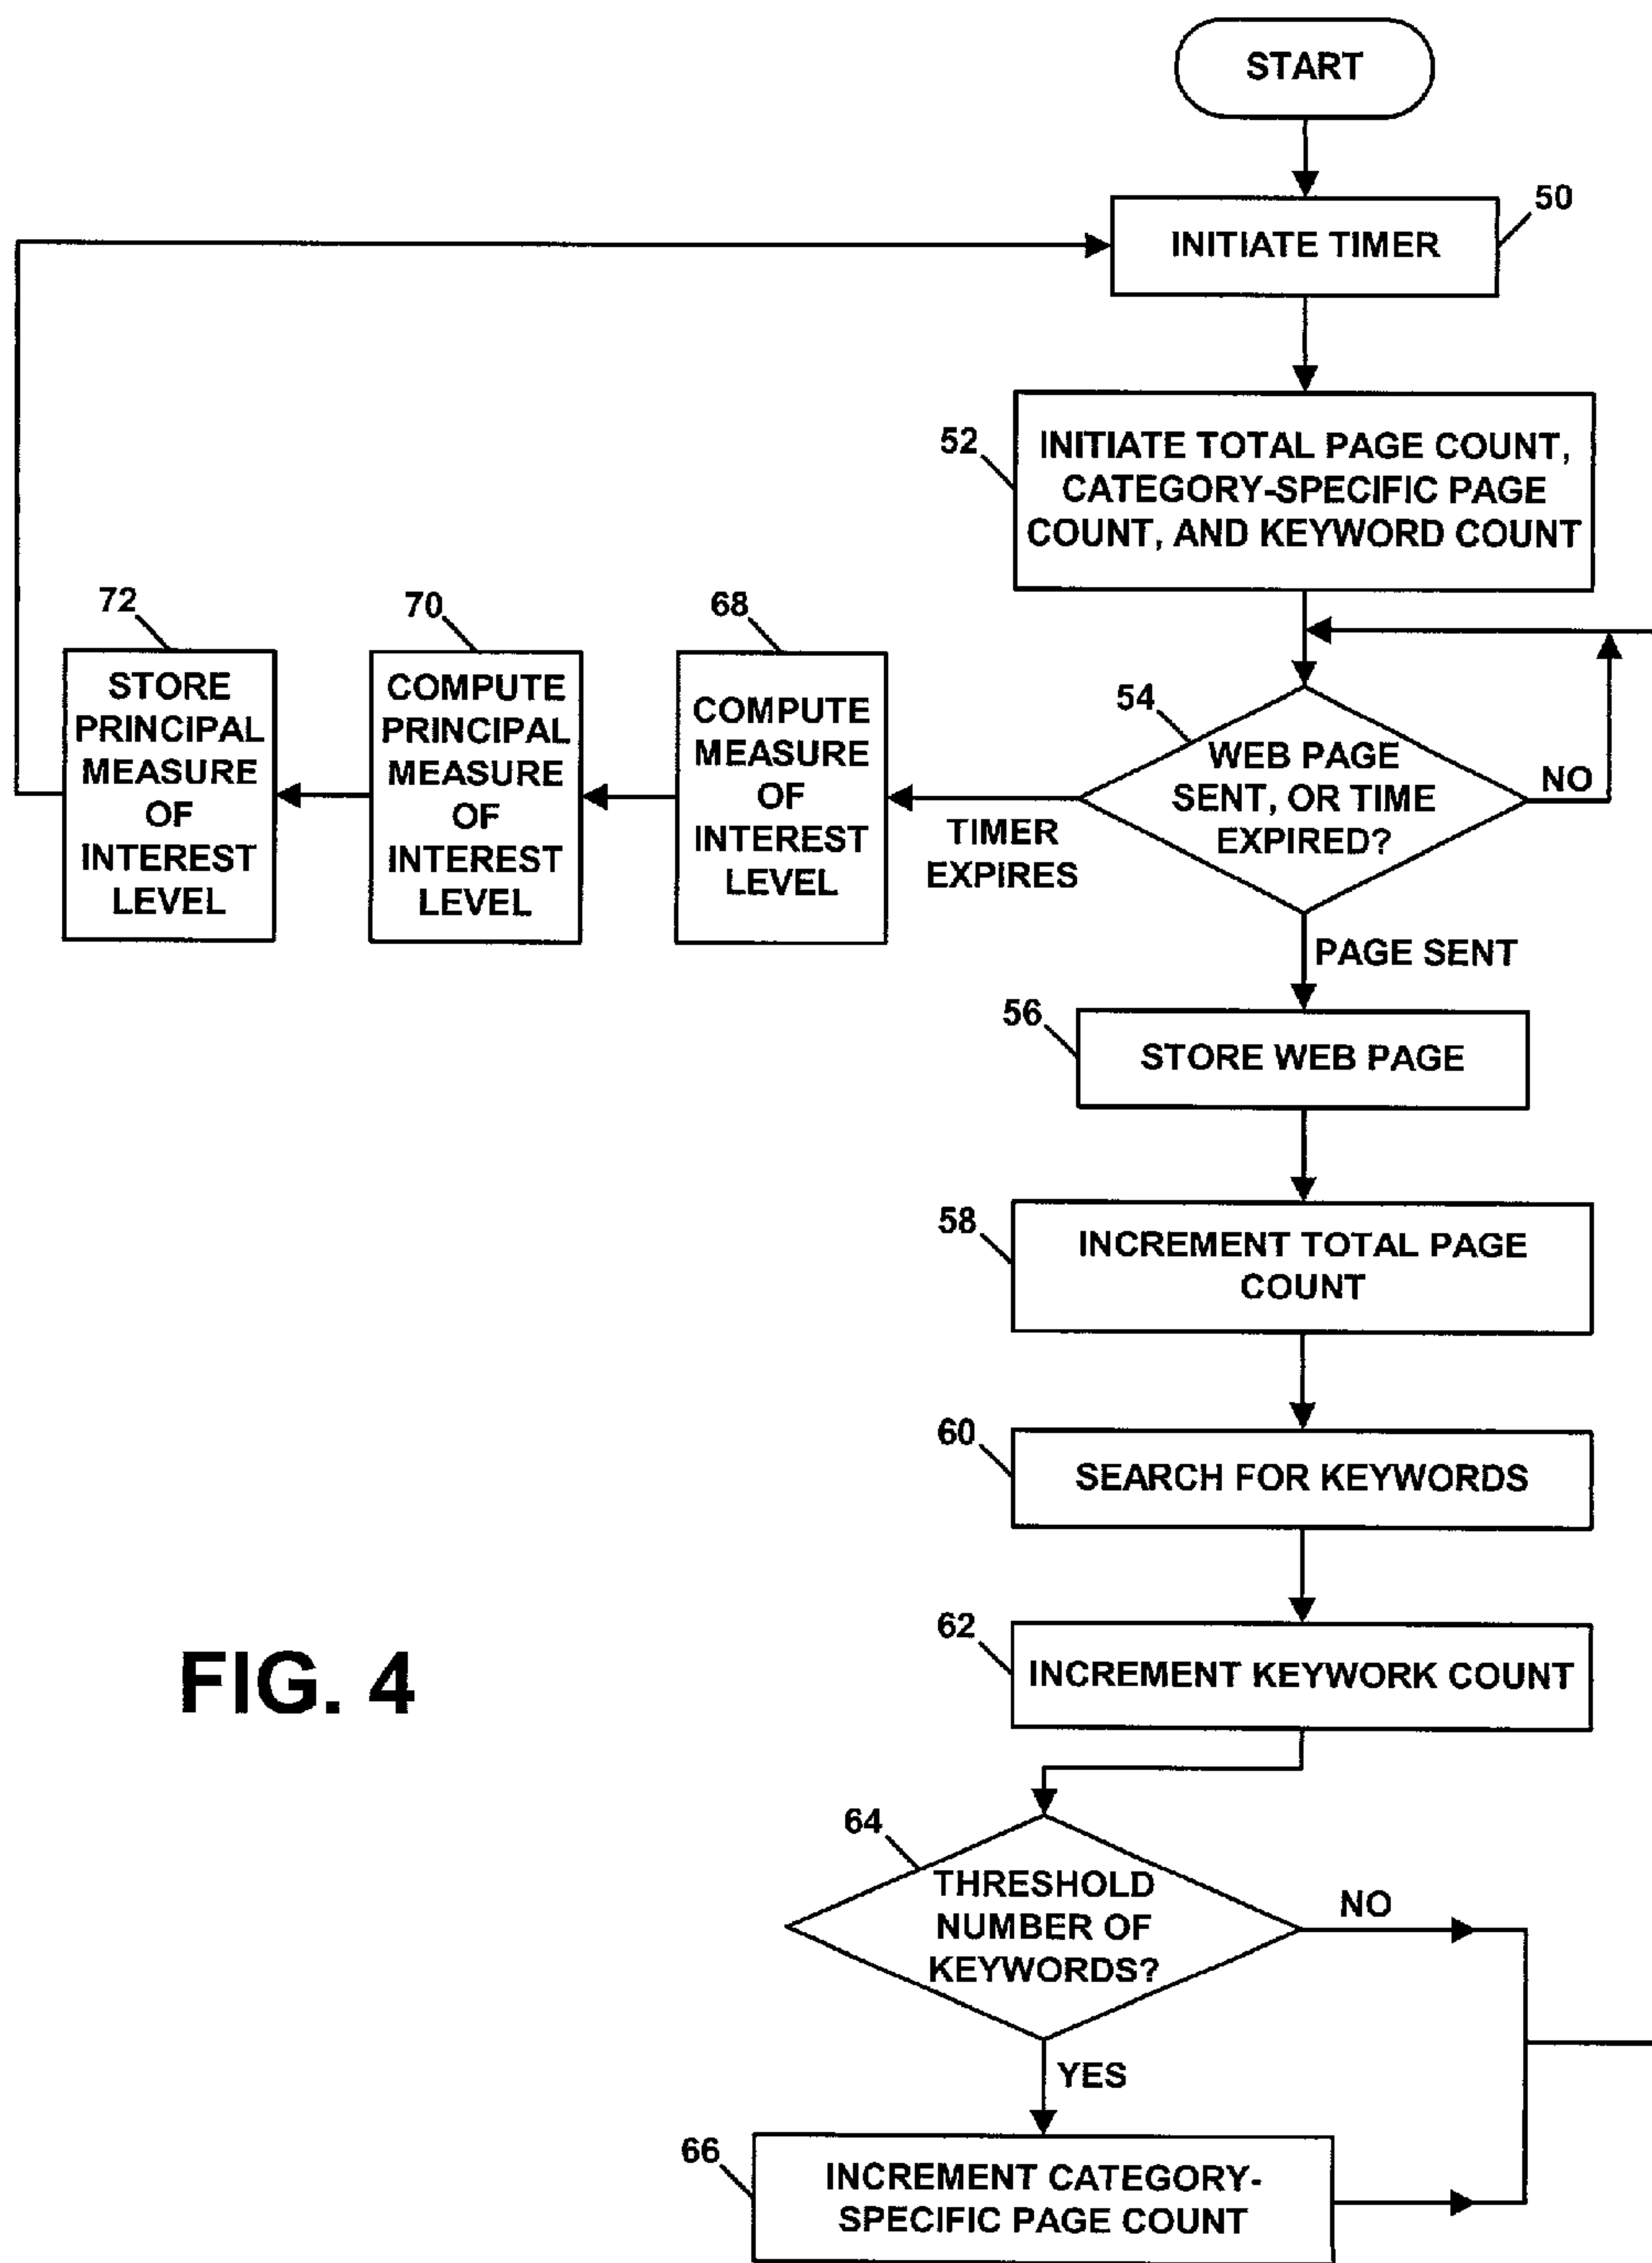 START
50
INITIATE TIMER
52
INITIATE TOTAL PAGE COUNT,
CATEGORY-SPECIFIC PAGE
COUNT, AND KEYWORD COUNT
54
WEB PAGE
SENT, OR TIME
EXPIRED?
NO
TIMER
EXPIRES
68
COMPUTE
MEASURE
OF
INTEREST
LEVEL
70
COMPUTE
PRINCIPAL
MEASURE
OF
INTEREST
LEVEL
72
STORE
PRINCIPAL
MEASURE
OF
INTEREST
LEVEL
PAGE SENT
56
STORE WEB PAGE
58
INCREMENT TOTAL PAGE
COUNT
60
SEARCH FOR KEYWORDS
62
INCREMENT KEYWORK COUNT
64
THRESHOLD
NUMBER OF
KEYWORDS?
NO
YES
66
INCREMENT CATEGORY-
SPECIFIC PAGE COUNT
FIG. 4